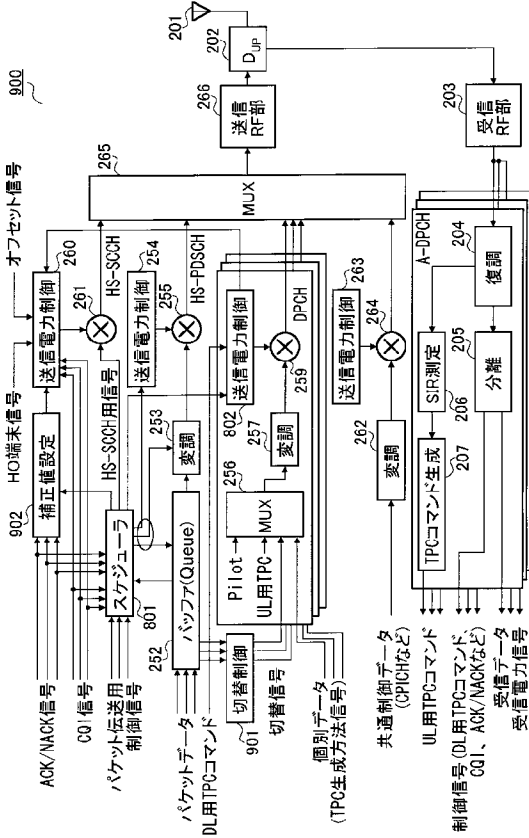 900
オフセット信号
HO端末信号
ACK/NACK信号
CQI信号
パケット伝送用
制御信号
パケットデータ
DL用TPCコマンド
切替信号
個別データ
(TPC生成方法信号)
共通制御データ
(CPICHなど)
UL用TPCコマンド
制御信号(DL用TPCコマンド、
CQI、ACK/NACKなど)
受信データ
受信電力信号
902
補正値設定
260
送信電力制御
261
HS-SCCH
HS-SCCH用信号
801
スケジューラ
254
送信電力制御
255
HS-PDSCH
253
変調
252
バッファ(Queue)
901
切替制御
802
送信電力制御
DPCH
259
257
変調
256
MUX
Pilot
UL用TPC
263
送信電力制御
264
262
変調
265
MUX
266
送信
RF部
201
202
DUP
203
受信
RF部
A-DPCH
204
復調
205
分離
SIR測定
206
TPCコマンド生成
207